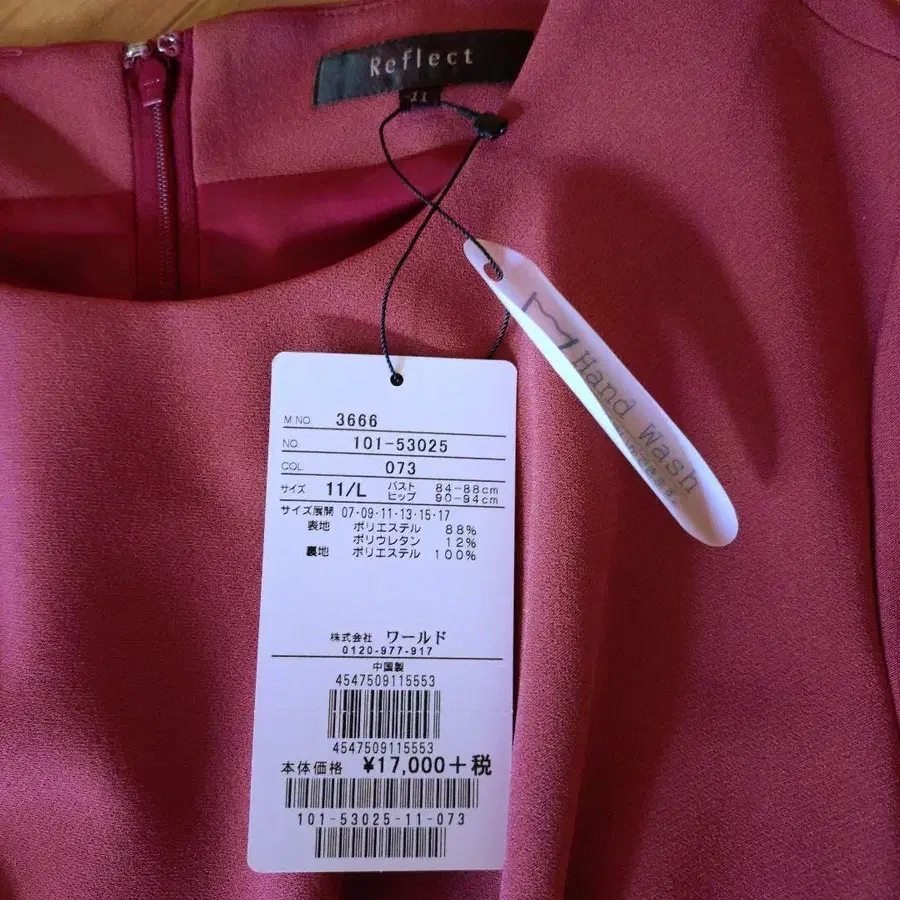 Reflect
11
Hand Wash
M.NO. 3666
NO. 101-53025
COL 073
サイズ 11/L バスト 84-88cm
ヒップ 90-94cm
サイズ展開 07・09・11・13・15・17
表地 ポリエステル 88%
ポリウレタン 12%
裏地 ポリエステル 100%
株式会社 ワールド
0120-977-917
中国製
4547509115553
4547509115553
本体価格 ¥17,000+税
101-53025-11-073